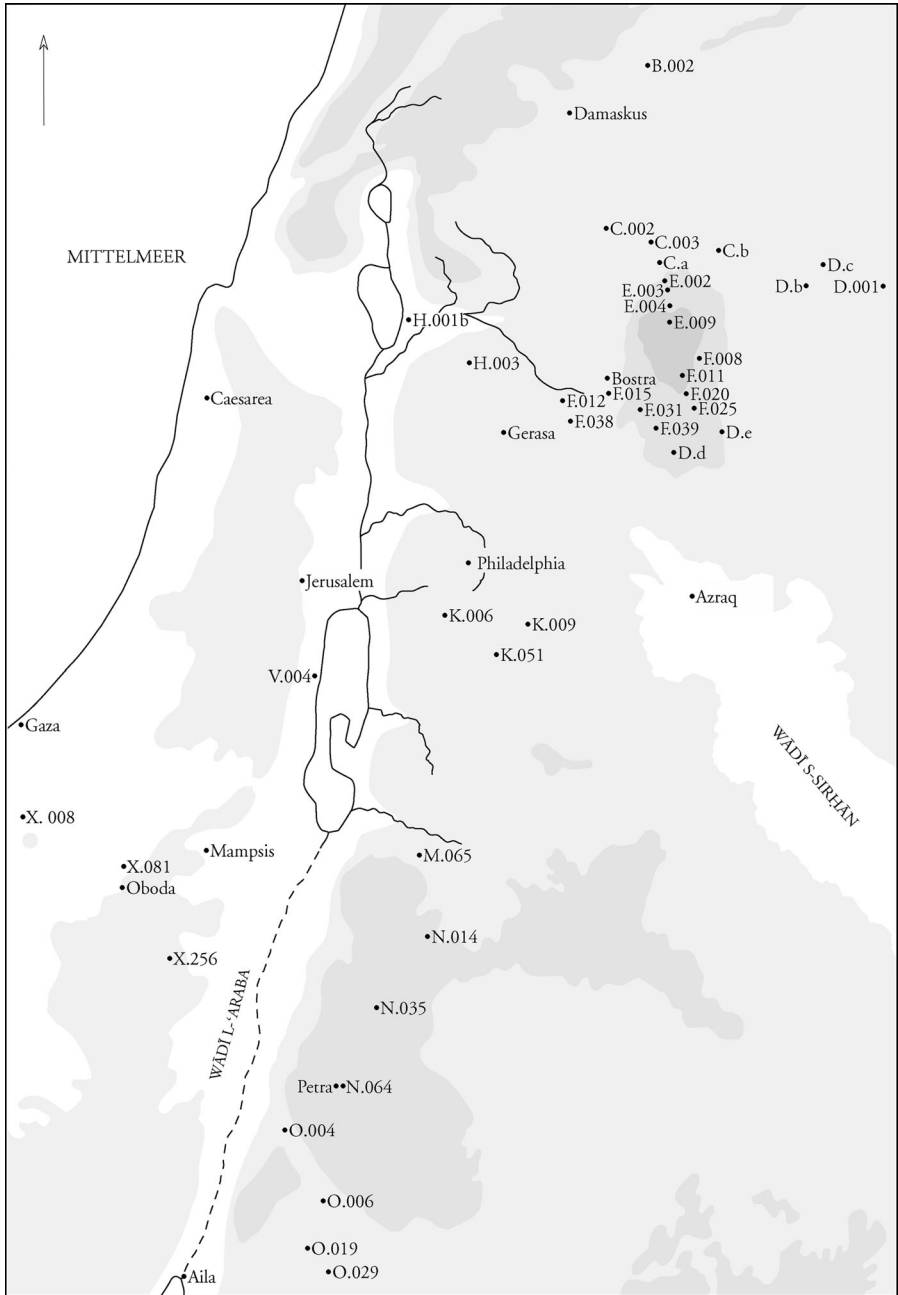 B.002
Damaskus
C.002
C.003
C.b
MITTELMEER
C.a
D.c
E.002
D.b
D.001
E.003
E.004
H.001b
E.009
F.008
H.003
F.011
Bostra
F.015
F.020
Caesarea
F.012
F.031
F.025
F.038
F.039
D.e
Gerasa
D.d
Philadelphia
Jerusalem
Azraq
K.006
K.009
K.051
V.004
Gaza
WĀDĪ S-SIRḤĀN
X. 008
Mampsis
M.065
X.081
Oboda
N.014
X.256
WĀDĪ L-ʿARABA
N.035
Petra
N.064
O.004
O.006
O.019
O.029
Aila